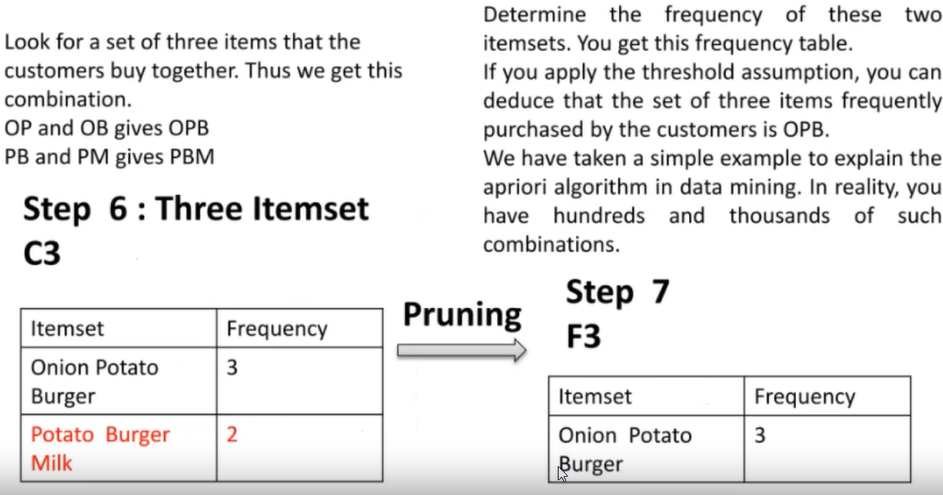 Look for a set of three items that the
customers buy together. Thus we get this
combination.
OP and OB gives OPB
PB and PM gives PBM
Step 6 : Three Itemset
C3
Itemset Frequency
Onion Potato 3
Burger
Potato Burger 2
Milk
Pruning
Determine the frequency of these two
itemsets. You get this frequency table.
If you apply the threshold assumption, you can
deduce that the set of three items frequently
purchased by the customers is OPB.
We have taken a simple example to explain the
apriori algorithm in data mining. In reality, you
have hundreds and thousands of such
combinations.
Step 7
F3
Itemset Frequency
Onion Potato 3
Burger